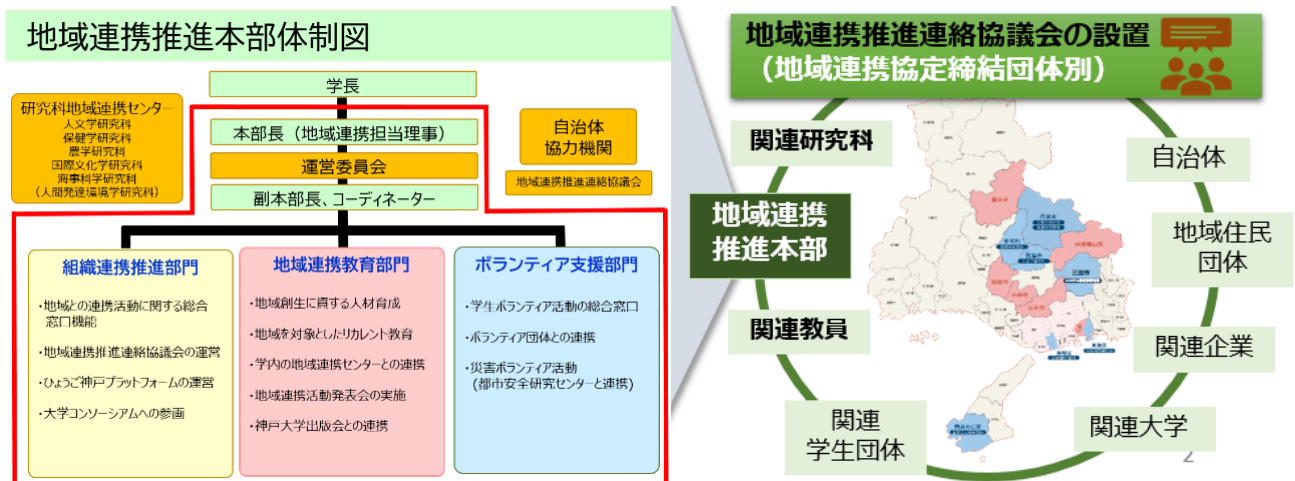 地域連携推進本部体制図
学長
研究科地域連携センター
人文学研究科
保健学研究科
農学研究科
国際文化学研究科
海事科学研究科
(人間発達環境学研究科)
本部長（地域連携担当理事）
運営委員会
副本部長、コーディネーター
自治体
協力機関
地域連携推進連絡協議会
組織連携推進部門
・地域との連携活動に関する総合
窓口機能
・地域連携推進連絡協議会の運営
・ひょうご神戸プラットフォームの運営
・大学コンソーシアムへの参画
地域連携教育部門
・地域創生に資する人材育成
・地域を対象としたリカレント教育
・学内の地域連携センターとの連携
・地域連携活動発表会の実施
・神戸大学出版会との連携
ボランティア支援部門
・学生ボランティア活動の総合窓口
・ボランティア団体との連携
・災害ボランティア活動
(都市安全研究センターと連携)
地域連携推進連絡協議会の設置
（地域連携協定締結団体別）
関連研究科
地域連携
推進本部
関連教員
関連
学生団体
自治体
地域住民
団体
関連企業
関連大学
三田市
2